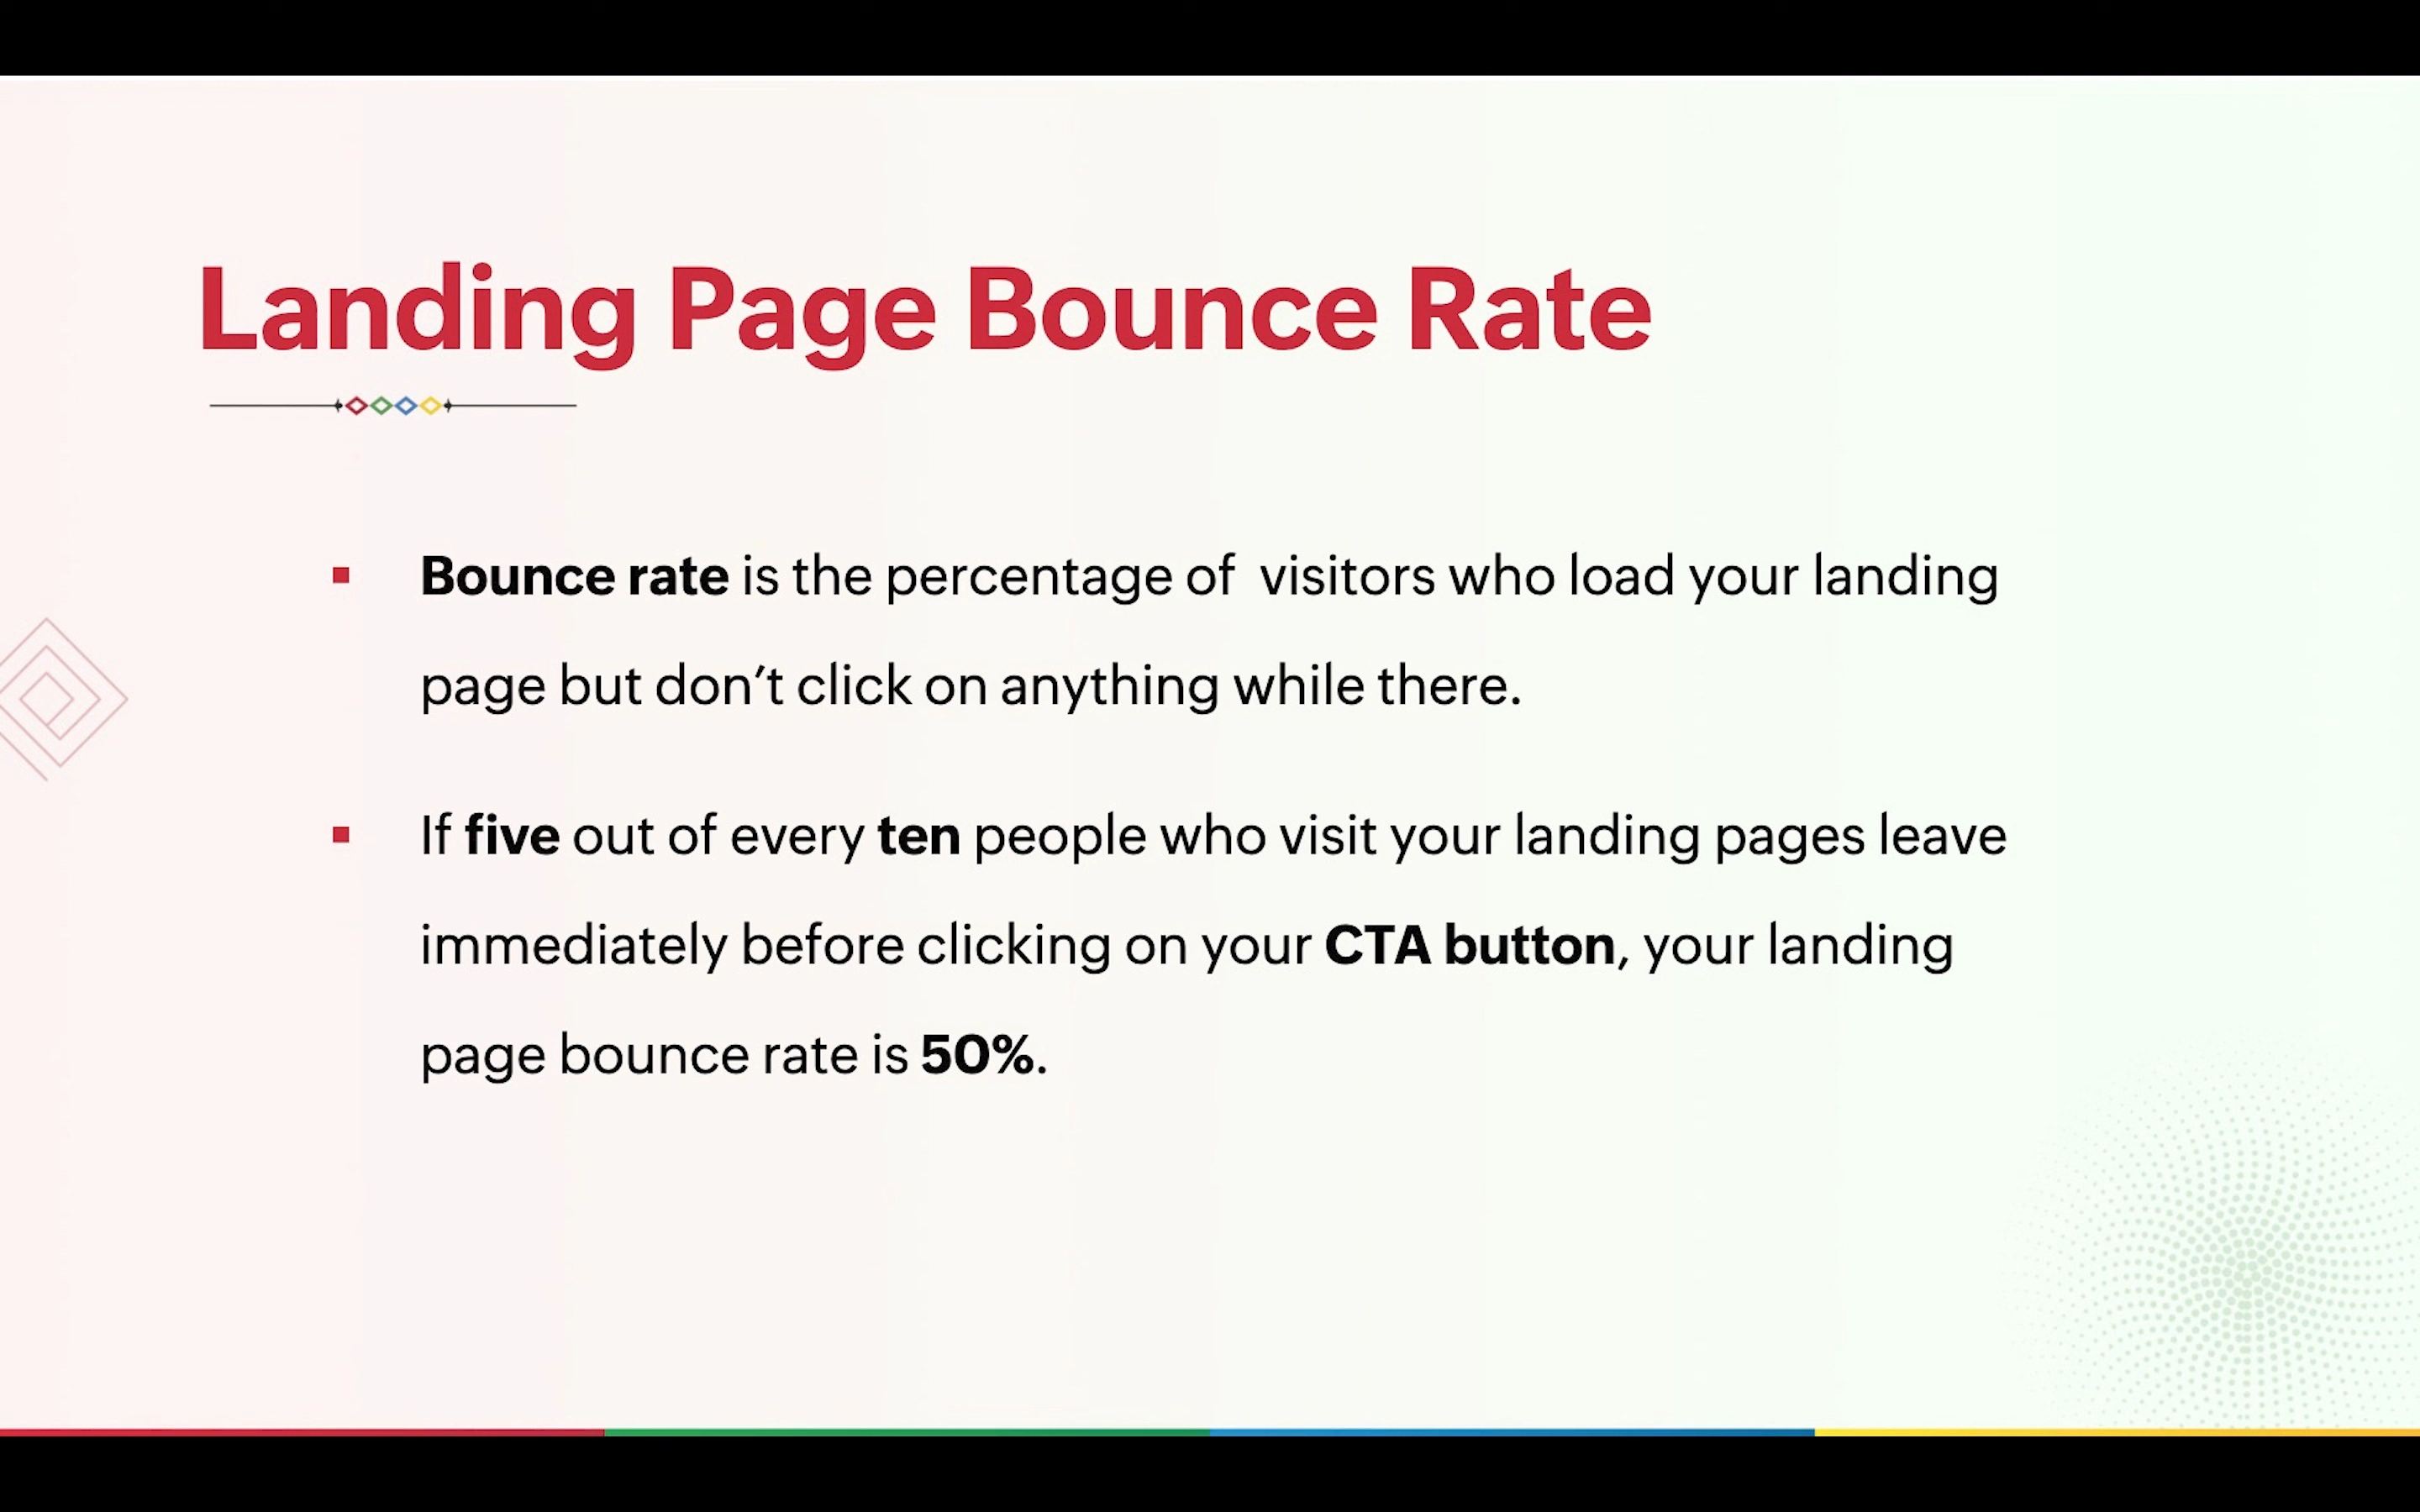 Landing Page Bounce Rate
Bounce rate is the percentage of  visitors who load your landing
page but don’t click on anything while there.
If five out of every ten people who visit your landing pages leave
immediately before clicking on your CTA button, your landing
page bounce rate is 50%.